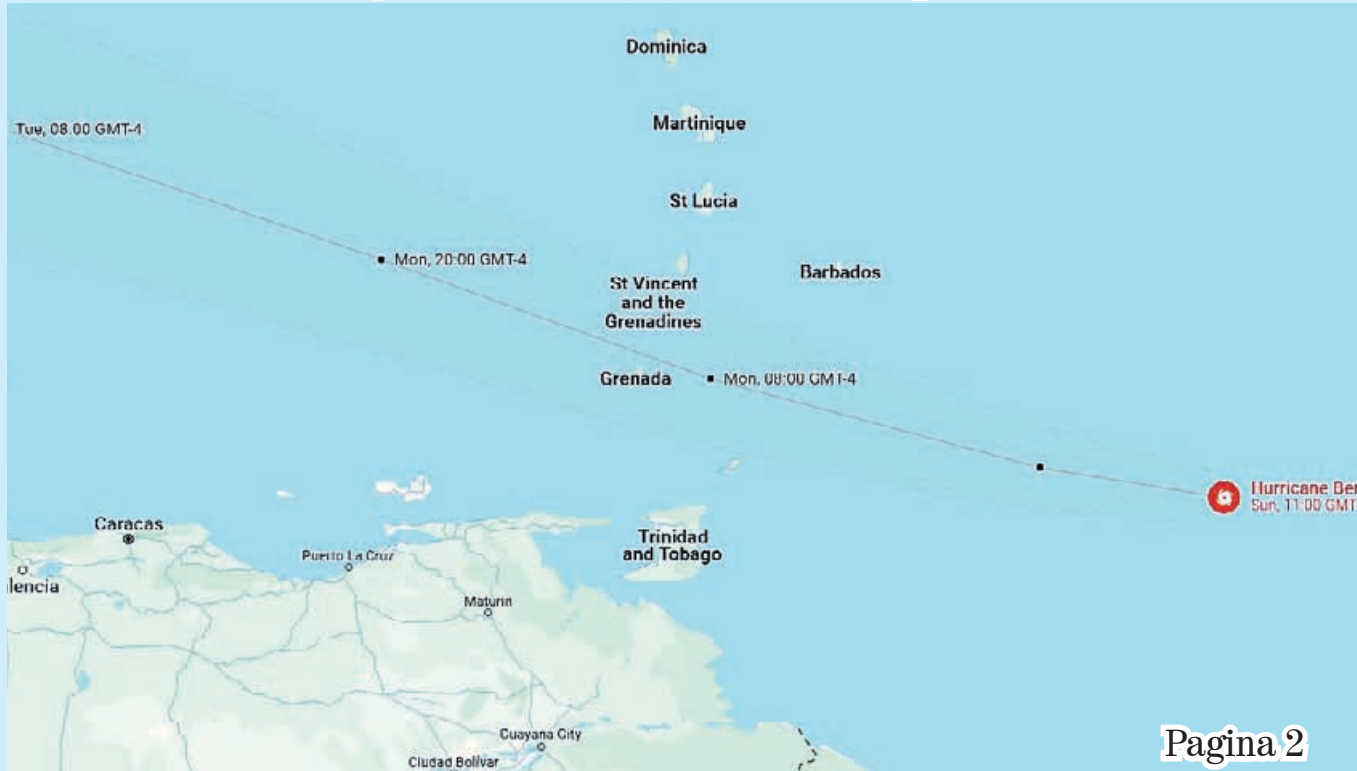 Dominica
Tue, 08:00 GMT-4
Martinique
St Lucia
Mon, 20:00 GMT-4
Barbados
St Vincent
and the
Grenadines
Grenada
Mon, 08:00 GMT-4
Hurricane Ber
Sun, 11:00 GMT
Caracas
Trinidad
and Tobago
Puerto La Cruz
lencia
Maturin
Guayana City
Ciudad Bolívar
Pagina 2